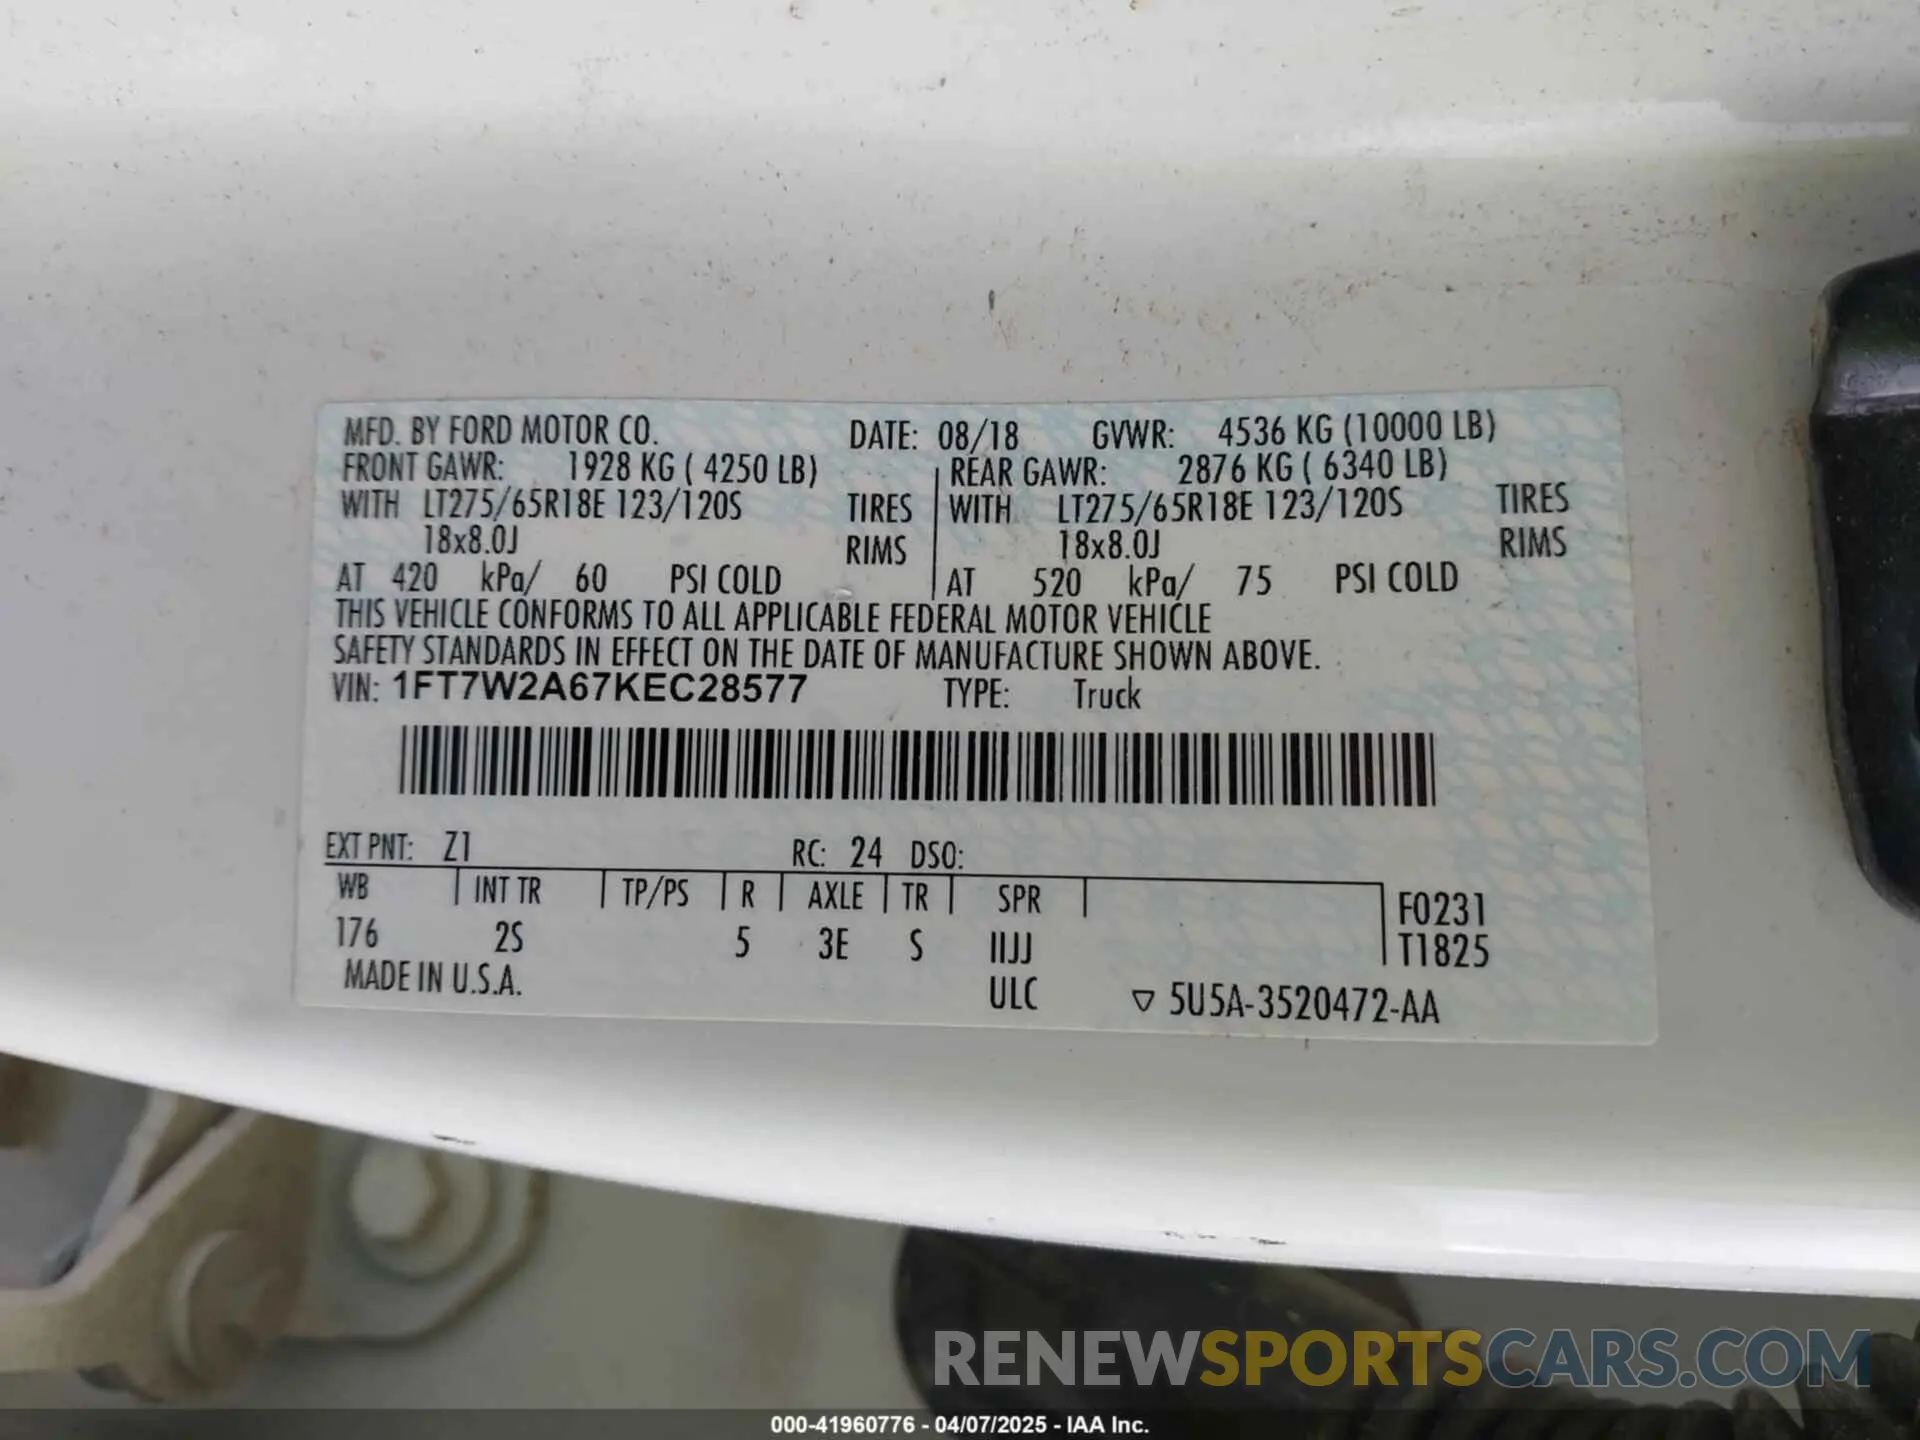 MFD. BY FORD MOTOR CO. DATE: 08/18 GVWR: 4536 KG (10000 LB)
FRONT GAWR: 1928 KG ( 4250 LB) REAR GAWR: 2876 KG ( 6340 LB)
WITH LT275/65R18E 123/120S TIRES WITH LT275/65R18E 123/120S TIRES
18x8.0J RIMS 18x8.0J RIMS
AT 420 kPa/ 60 PSI COLD AT 520 kPa/ 75 PSI COLD
THIS VEHICLE CONFORMS TO ALL APPLICABLE FEDERAL MOTOR VEHICLE
SAFETY STANDARDS IN EFFECT ON THE DATE OF MANUFACTURE SHOWN ABOVE.
VIN: 1FT7W2A67KEC28577 TYPE: Truck
EXT PNT: Z1 RC: 24 DSO:
WB INT TR TP/PS R AXLE TR SPR F0231
176 2S 5 3E S IIJJ T1825
MADE IN U.S.A. ULC ▽ 5U5A-3520472-AA
RENEWSPORTSCARS.COM
000-41960776 - 04/07/2025 - IAA Inc.